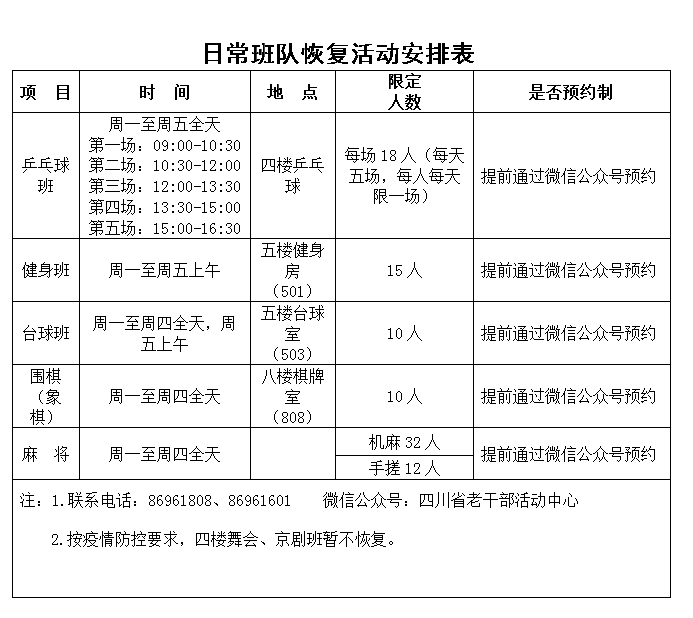 日常班队恢复活动安排表
项　目
时　间
地　点
限定
人数
是否预约制
乒乓球
班
周一至周五全天
第一场：09:00-10:30
第二场：10:30-12:00
第三场：12:00-13:30
第四场：13:30-15:00
第五场：15:00-16:30
四楼乒乓
球
每场18人（每天
五场，每人每天
限一场）
提前通过微信公众号预约
健身班
周一至周五上午
五楼健身
房
（501）
15人
提前通过微信公众号预约
台球班
周一至周四全天，周
五上午
五楼台球
室
（503）
10人
提前通过微信公众号预约
围棋
（象
棋）
周一至周四全天
八楼棋牌
室
（808）
10人
提前通过微信公众号预约
麻　将
周一至周四全天
机麻32人
手搓12人
提前通过微信公众号预约
注：1.联系电话：86961808、86961601　　微信公众号：四川省老干部活动中心
2.按疫情防控要求，四楼舞会、京剧班暂不恢复。